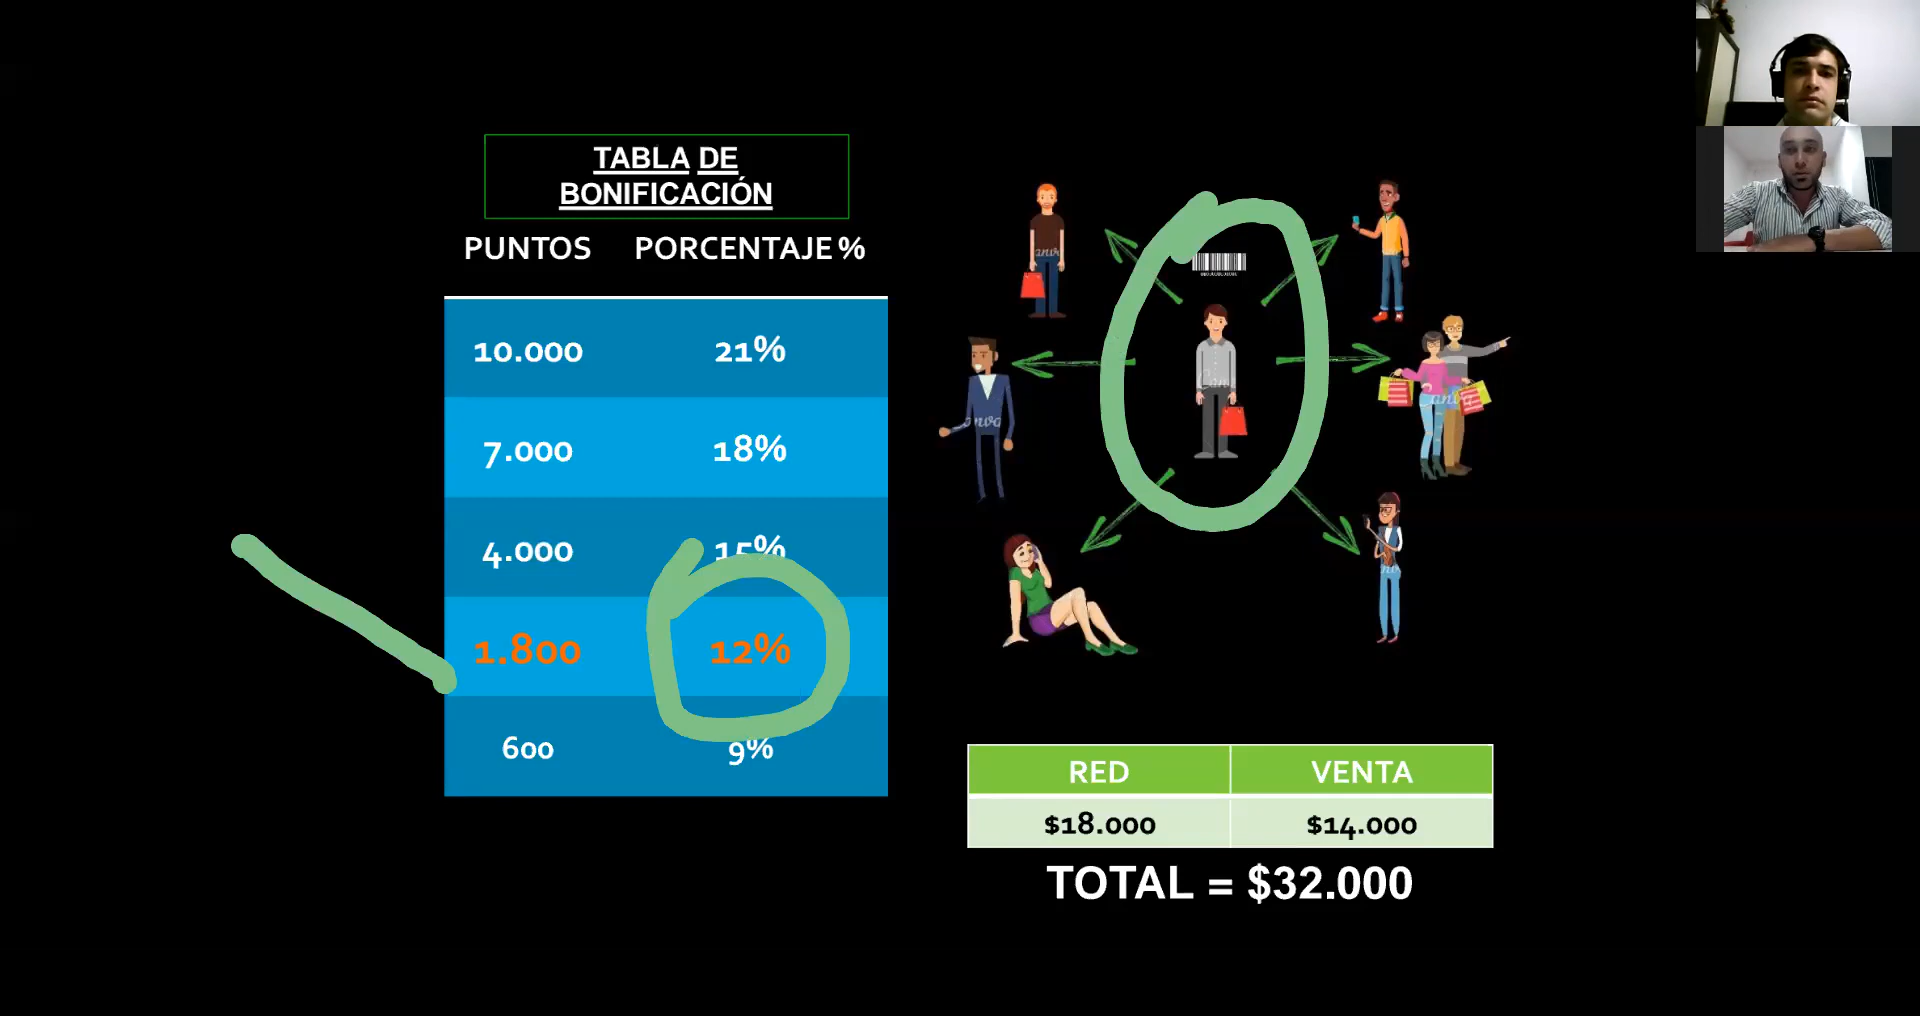 TABLA DE
BONIFICACIÓN
PUNTOS PORCENTAJE %
10.000 21%
7.000 18%
4.000 15%
1.800 12%
600 9%
RED VENTA
$18.000 $14.000
TOTAL = $32.000